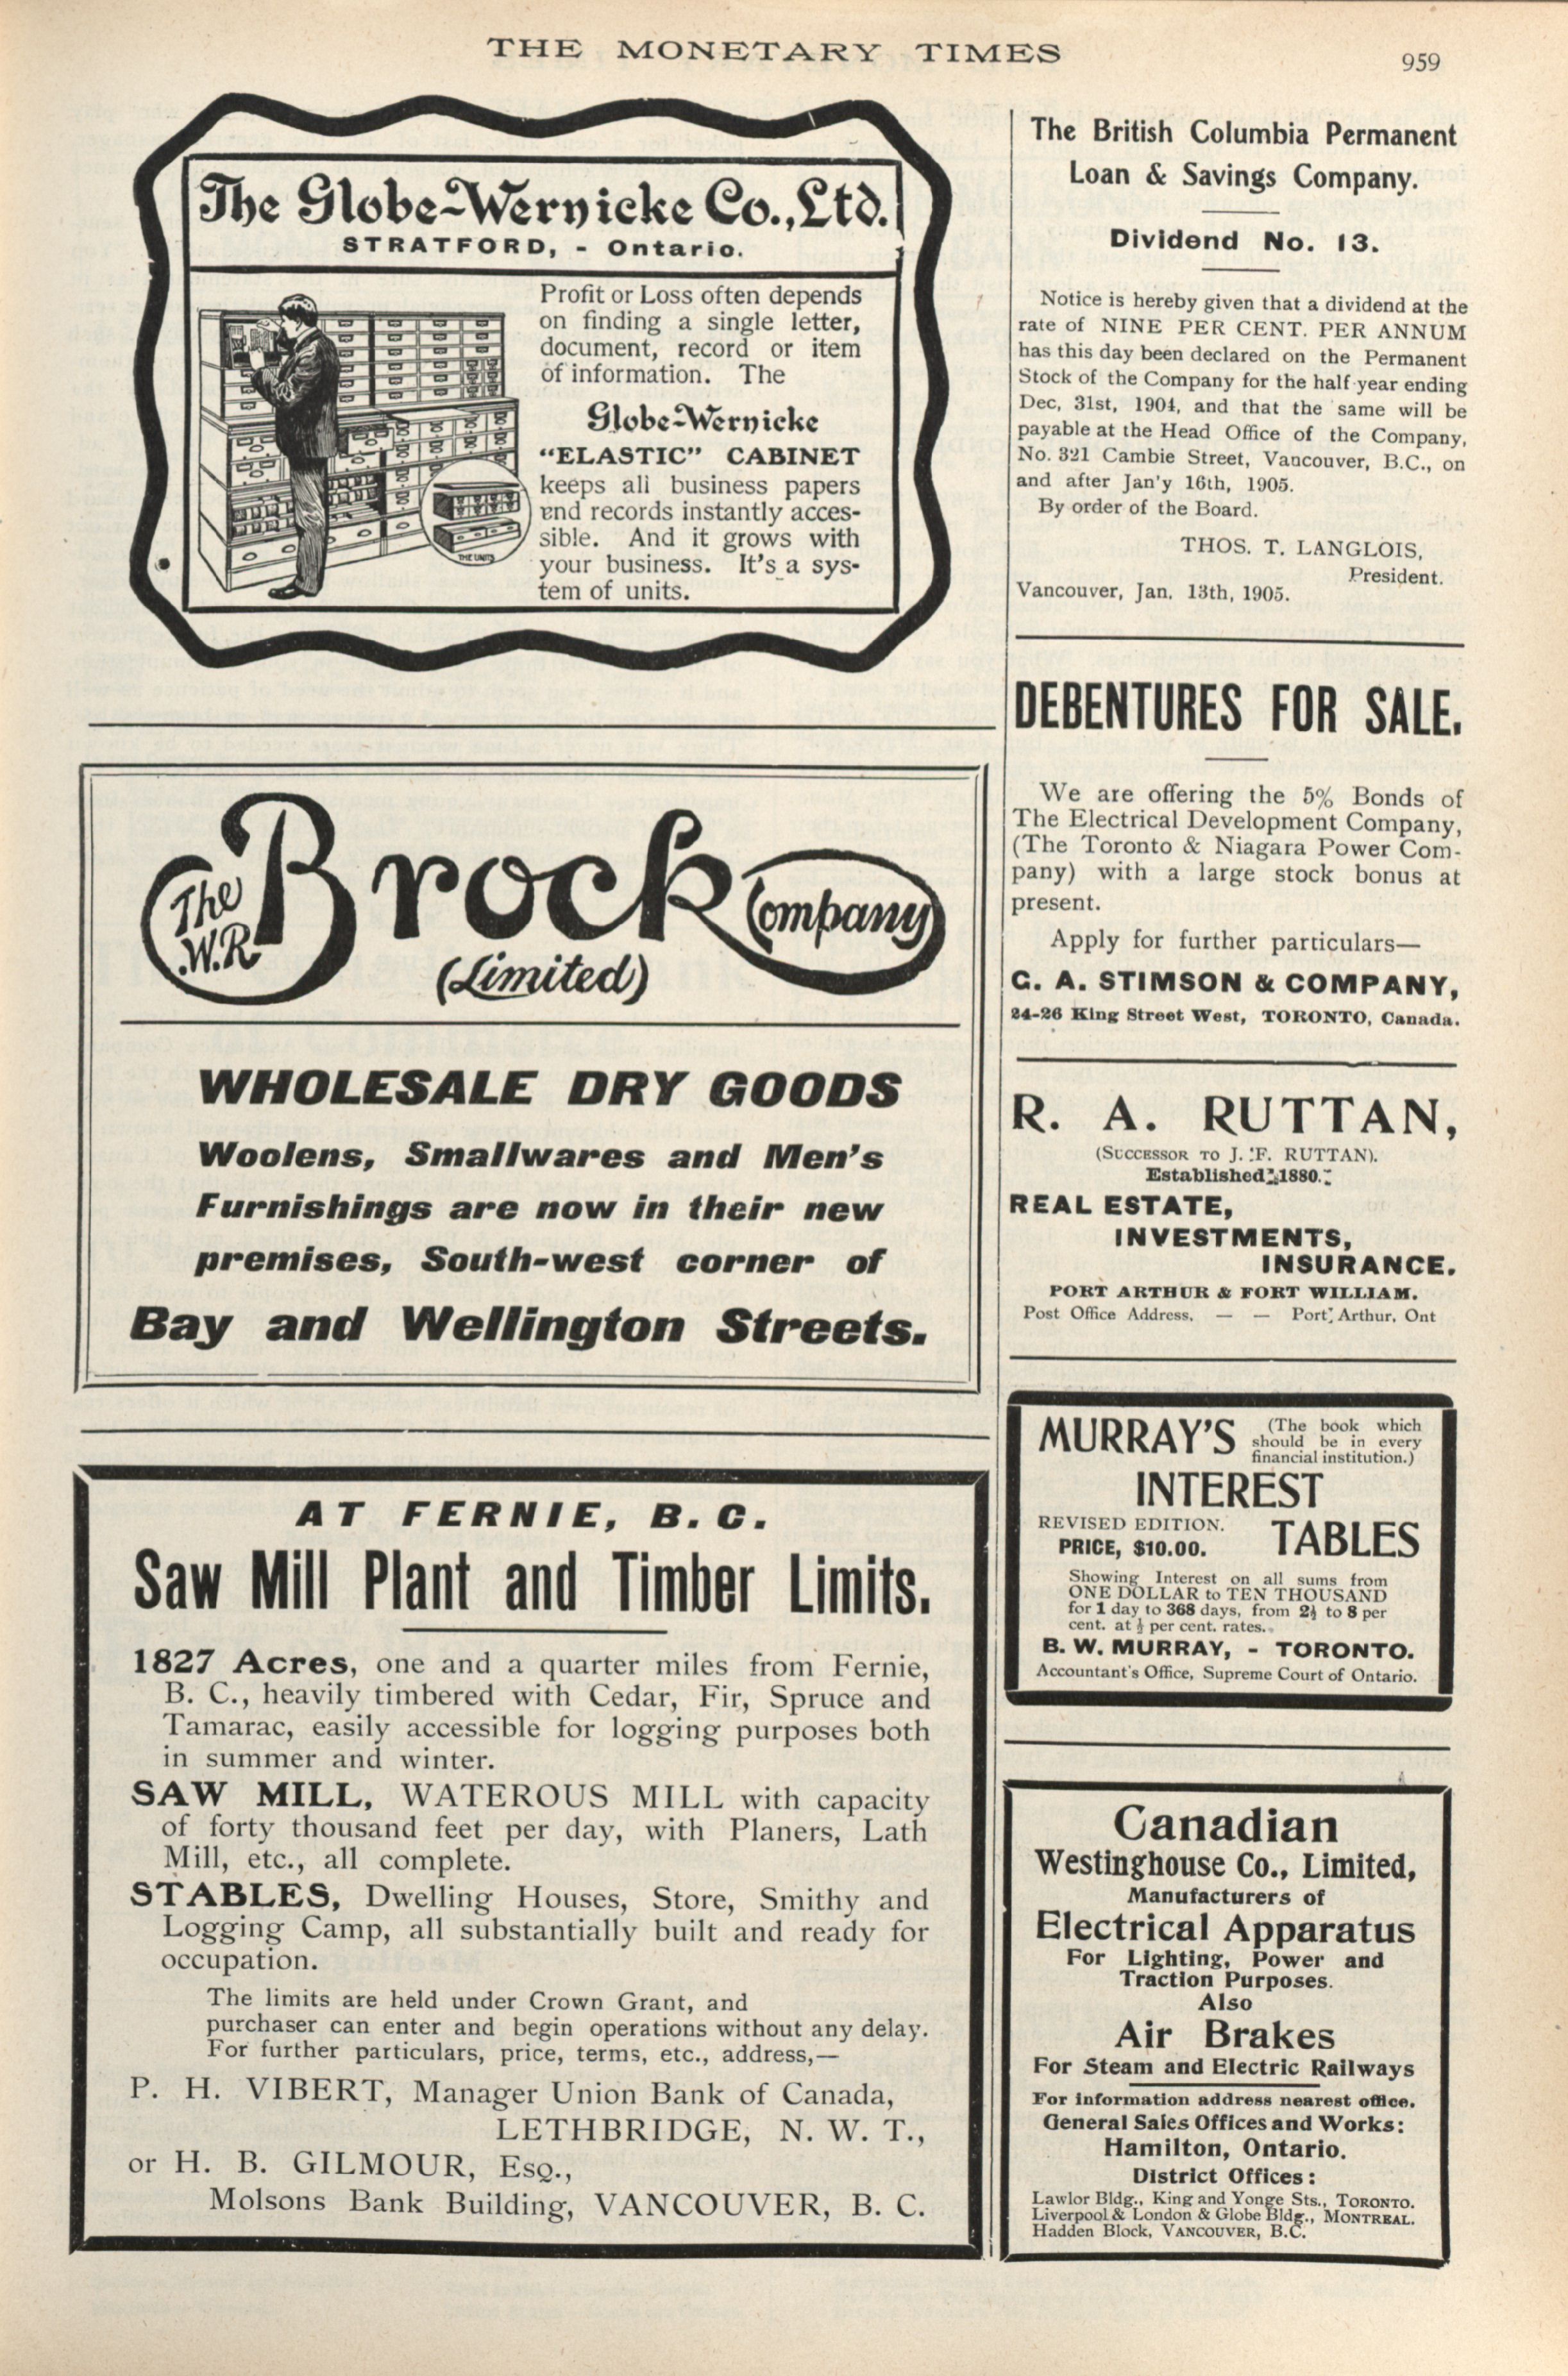 THE MONETARY TIMES
959
The Globe-Wernicke Co., Ltd.
STRATFORD, - Ontario.
Profit or Loss often depends
on finding a single letter,
document, record or item
of information. The
Globe-Wernicke
"ELASTIC" CABINET
keeps all business papers
and records instantly acces-
sible. And it grows with
your business. It's a sys-
tem of units.
THE UNITS
The W.R. Brock Company
(Limited)
WHOLESALE DRY GOODS
Woolens, Smallwares and Men's
Furnishings are now in their new
premises, South-west corner of
Bay and Wellington Streets.
AT FERNIE, B. C.
Saw Mill Plant and Timber Limits.
1827 Acres, one and a quarter miles from Fernie,
B. C., heavily timbered with Cedar, Fir, Spruce and
Tamarac, easily accessible for logging purposes both
in summer and winter.
SAW MILL, WATEROUS MILL with capacity
of forty thousand feet per day, with Planers, Lath
Mill, etc., all complete.
STABLES, Dwelling Houses, Store, Smithy and
Logging Camp, all substantially built and ready for
occupation.
The limits are held under Crown Grant, and
purchaser can enter and begin operations without any delay.
For further particulars, price, terms, etc., address,—
P. H. VIBERT, Manager Union Bank of Canada,
LETHBRIDGE, N. W. T.,
or H. B. GILMOUR, Esq.,
Molsons Bank Building, VANCOUVER, B. C.
The British Columbia Permanent
Loan & Savings Company.
Dividend No. 13.
Notice is hereby given that a dividend at the
rate of NINE PER CENT. PER ANNUM
has this day been declared on the Permanent
Stock of the Company for the half-year ending
Dec, 31st, 1904, and that the same will be
payable at the Head Office of the Company,
No. 321 Cambie Street, Vancouver, B.C., on
and after Jan'y 16th, 1905.
By order of the Board.
THOS. T. LANGLOIS,
President.
Vancouver, Jan. 13th, 1905.
DEBENTURES FOR SALE.
We are offering the 5% Bonds of
The Electrical Development Company,
(The Toronto & Niagara Power Com-
pany) with a large stock bonus at
present.
Apply for further particulars—
G. A. STIMSON & COMPANY,
24-26 King Street West, TORONTO, Canada.
R. A. RUTTAN,
(SUCCESSOR TO J. F. RUTTAN).
Established 1880.
REAL ESTATE,
INVESTMENTS,
INSURANCE.
PORT ARTHUR & FORT WILLIAM.
Post Office Address, — — Port Arthur, Ont
MURRAY'S (The book which
should be in every
financial institution.)
INTEREST
REVISED EDITION. TABLES
PRICE, $10.00.
Showing Interest on all sums from
ONE DOLLAR to TEN THOUSAND
for 1 day to 368 days, from 2½ to 8 per
cent. at ½ per cent. rates.
B. W. MURRAY, - TORONTO.
Accountant's Office, Supreme Court of Ontario.
Canadian
Westinghouse Co., Limited,
Manufacturers of
Electrical Apparatus
For Lighting, Power and
Traction Purposes.
Also
Air Brakes
For Steam and Electric Railways
For information address nearest office.
General Sales Offices and Works:
Hamilton, Ontario.
District Offices:
Lawlor Bldg., King and Yonge Sts., TORONTO.
Liverpool & London & Globe Bldg., MONTREAL.
Hadden Block, VANCOUVER, B.C.